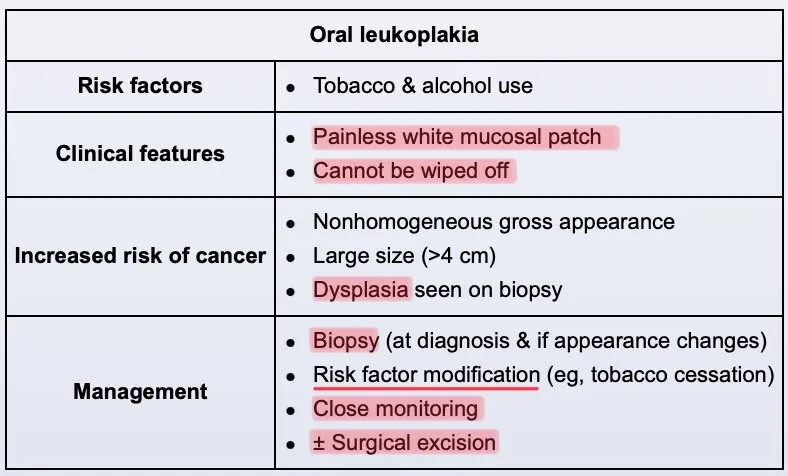 Oral leukoplakia
Risk factors
• Tobacco & alcohol use
Clinical features
• Painless white mucosal patch
• Cannot be wiped off
Increased risk of cancer
• Nonhomogeneous gross appearance
• Large size (>4 cm)
• Dysplasia seen on biopsy
Management
• Biopsy (at diagnosis & if appearance changes)
• Risk factor modification (eg, tobacco cessation)
• Close monitoring
• ± Surgical excision